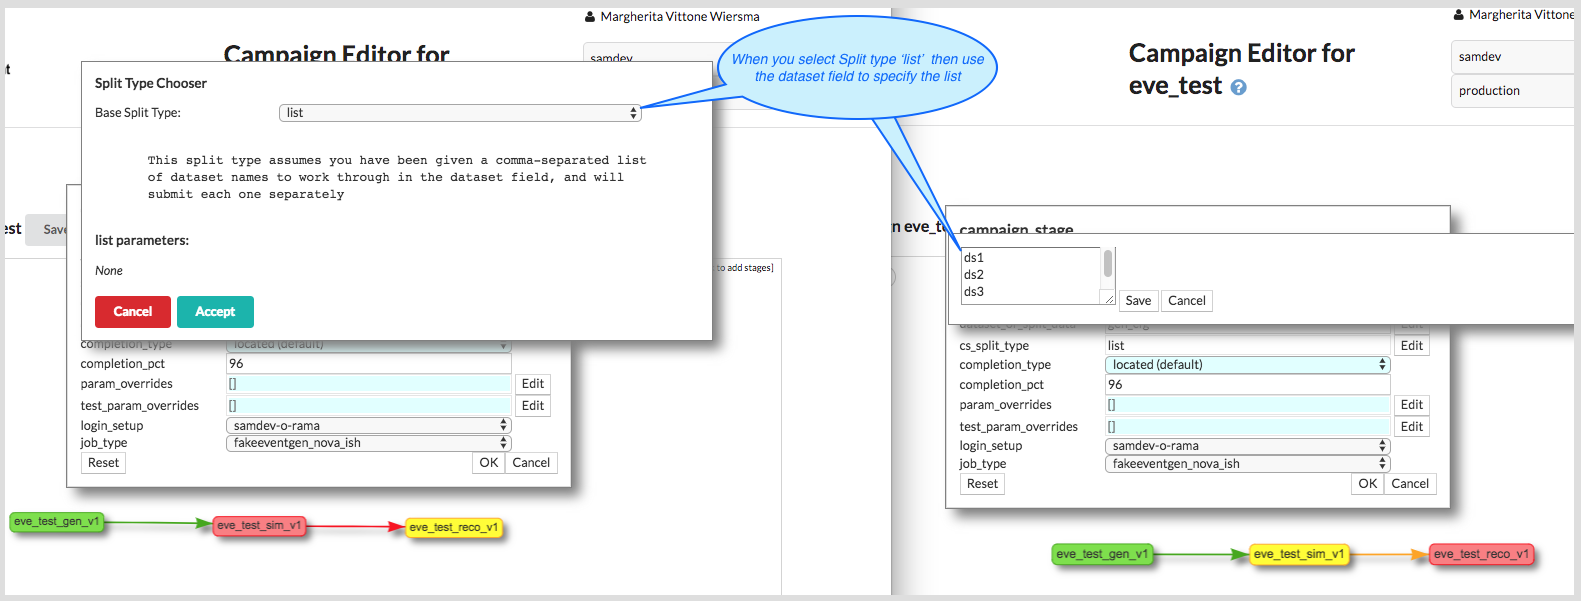 Margherita Vittone Wiersma
Campaign Editor for
samdev
t
Split Type Chooser
Base Split Type:
list
This split type assumes you have been given a comma-separated list
of dataset names to work through in the dataset field, and will
submit each one separately
est
Save
list parameters:
None
to add stages]
Cancel
Accept
completion_type
located (default)
completion_pct
96
param_overrides
[]
Edit
test_param_overrides
[]
Edit
login_setup
samdev-o-rama
job_type
fakeeventgen_nova_ish
Reset
OK
Cancel
eve_test_gen_v1
eve_test_sim_v1
eve_test_reco_v1
When you select Split type ‘list’ then use
the dataset field to specify the list
Margherita Vittone
Campaign Editor for
eve_test ?
samdev
production
n eve_te
campaign_stage
ds1
ds2
ds3
Save
Cancel
dataset_or_split_data
gen_cfg
Edit
cs_split_type
list
Edit
completion_type
located (default)
completion_pct
96
param_overrides
[]
Edit
test_param_overrides
[]
Edit
login_setup
samdev-o-rama
job_type
fakeeventgen_nova_ish
Reset
OK
Cancel
eve_test_gen_v1
eve_test_sim_v1
eve_test_reco_v1